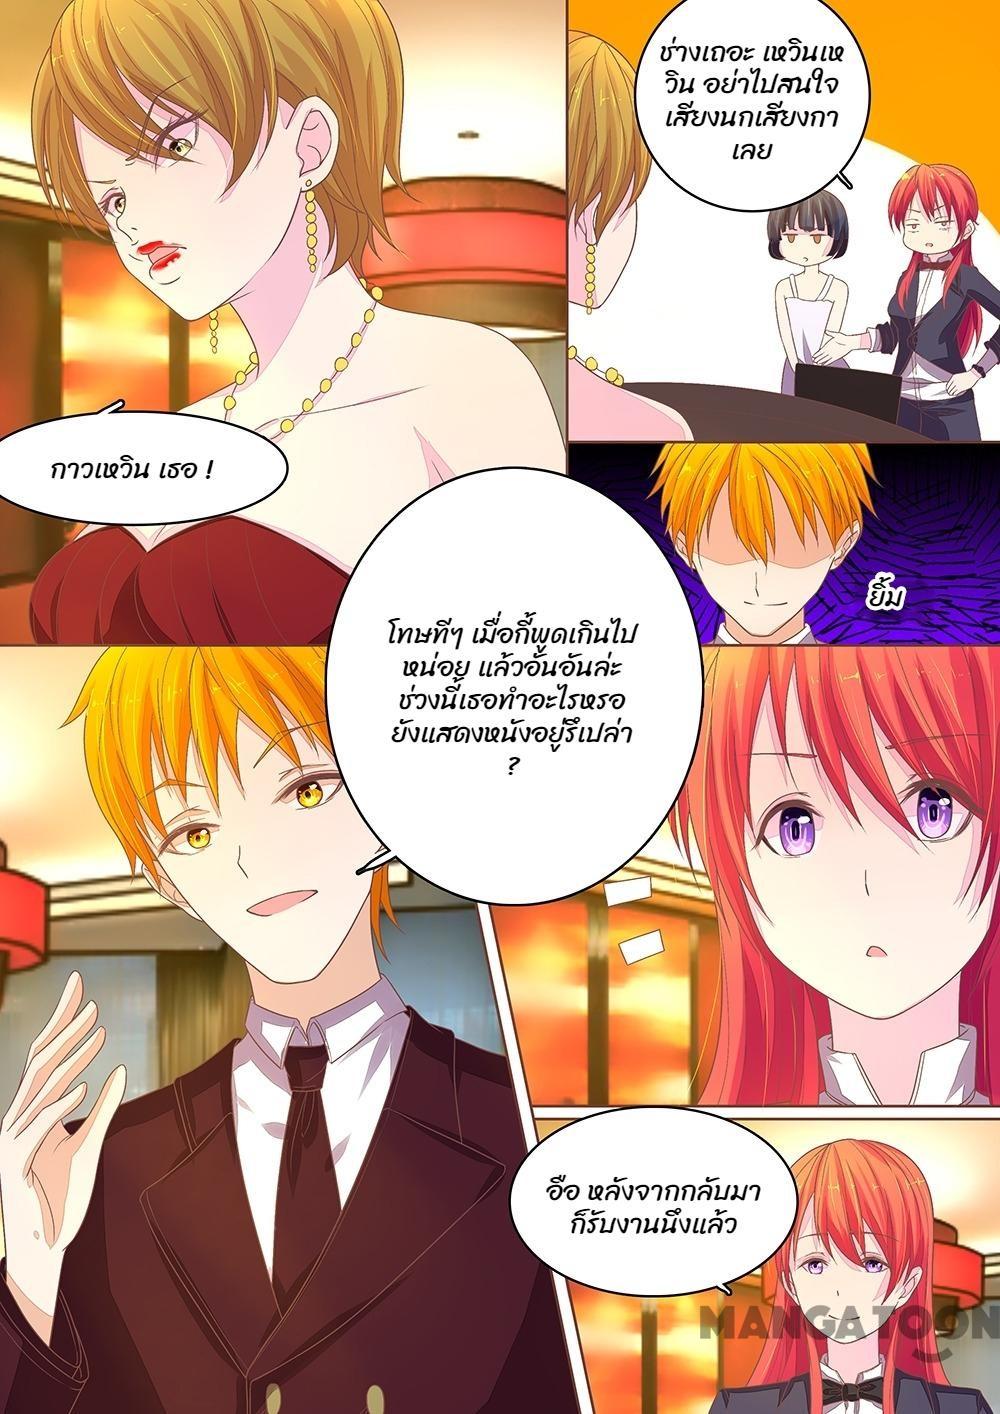 ช่างเถอะ เหวินเห
วิน อย่าไปสนใจ
เสียงนกเสียงกา
เลย
กาวเหวิน เธอ !
ยิ้ม
โทษทีๆ เมื่อกี้พูดเกินไป
หน่อย แล้วอันอันล่ะ
ช่วงนี้เธอทำอะไรหรอ
ยังแสดงหนังอยู่รึเปล่า
?
อือ หลังจากกลับมา
ก็รับงานนึงแล้ว
MANGATOON